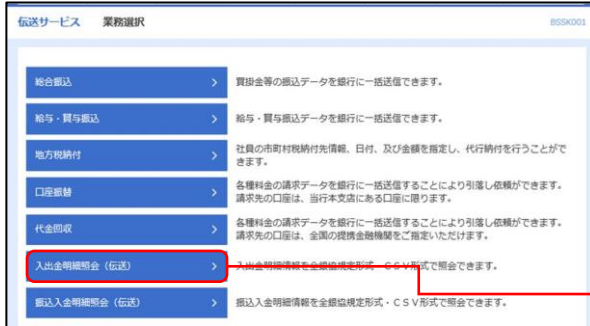 伝送サービス 業務選択 BSSK001
総合振込 >
買掛金等の振込データを銀行に一括送信できます。
給与・賞与振込 >
給与・賞与振込データを銀行に一括送信できます。
地方税納付 >
社員の市町村税納付先情報、日付、及び金額を指定し、代行納付を行うことがで
きます。
口座振替 >
各種料金の請求データを銀行に一括送信することにより引落し依頼ができます。
請求先の口座は、当行本支店にある口座に限ります。
代金回収 >
各種料金の請求データを銀行に一括送信することにより引落し依頼ができます。
請求先の口座は、全国の提携金融機関をご指定いただけます。
入出金明細照会（伝送） >
入出金明細情報を全銀協規定形式・ＣＳＶ形式で照会できます。
振込入金明細照会（伝送） >
振込入金明細情報を全銀協規定形式・ＣＳＶ形式で照会できます。